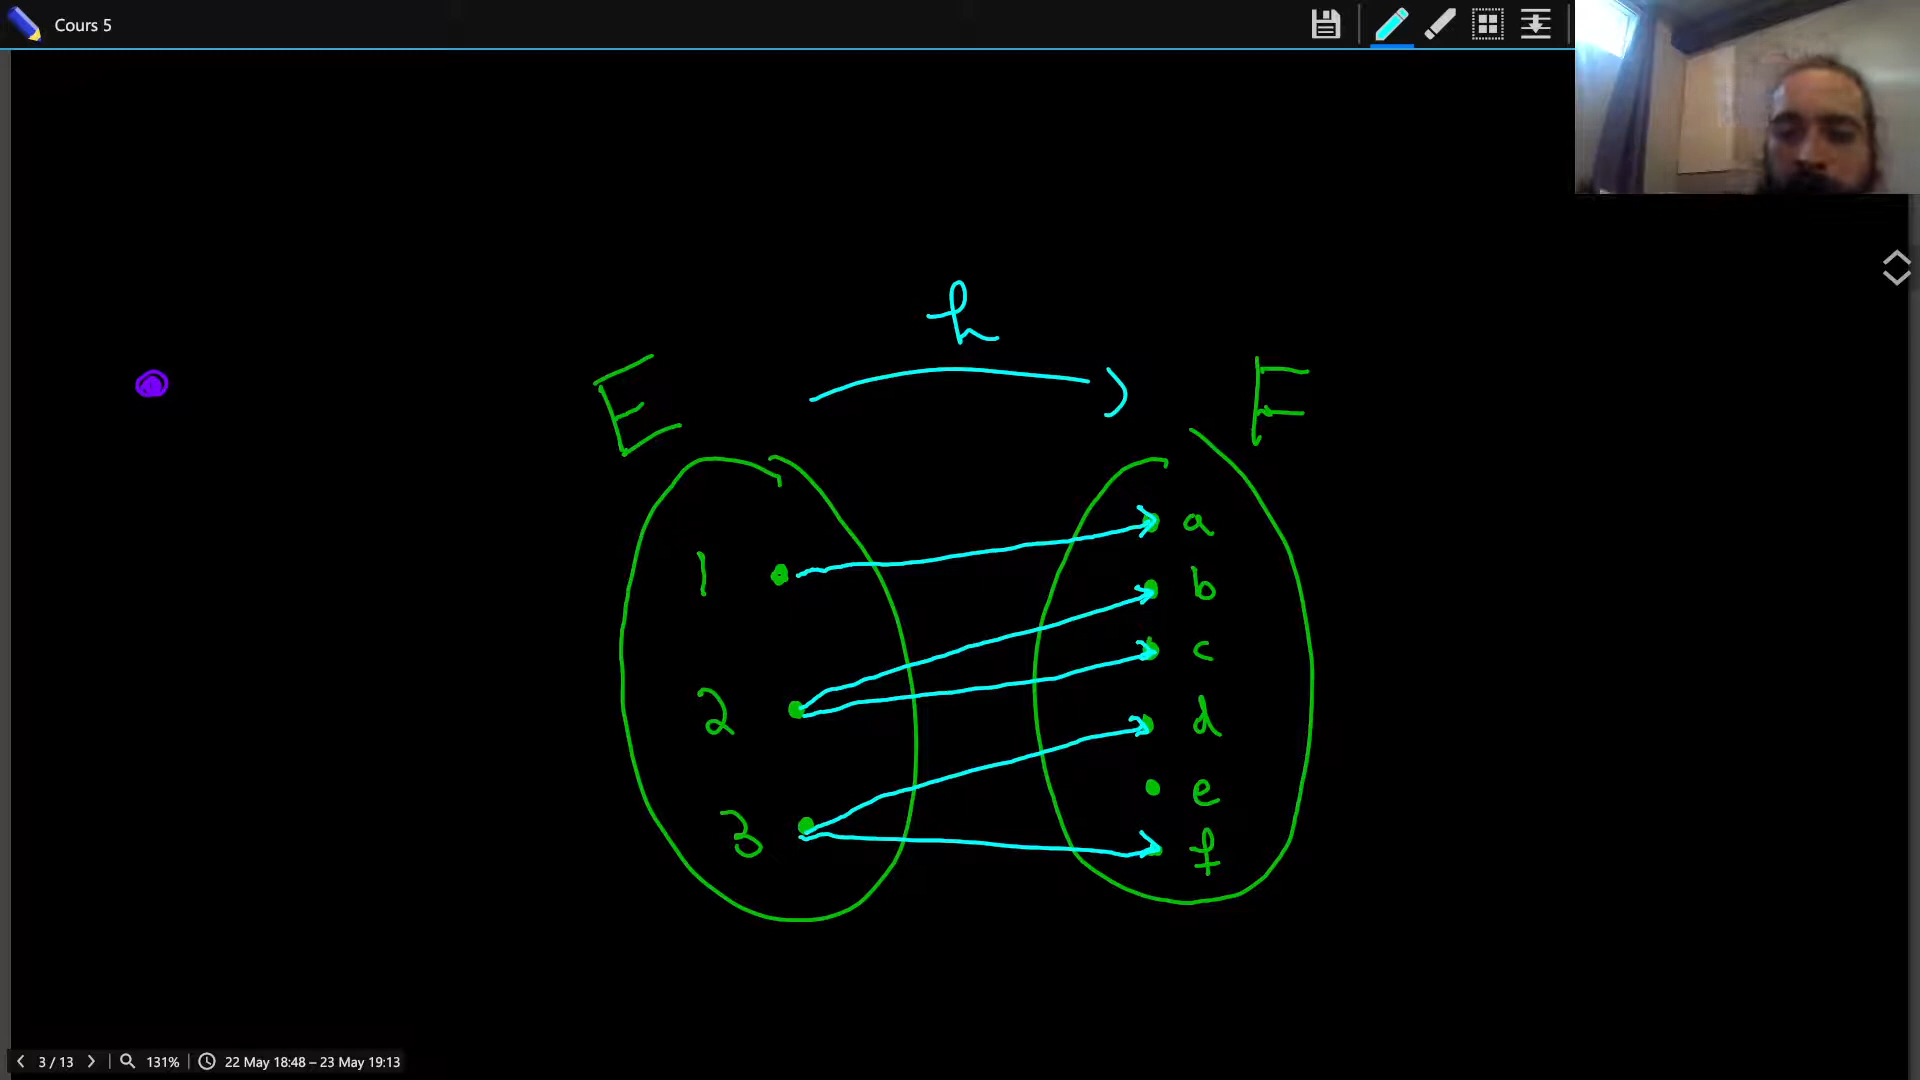 Cours 5
h
E
F
a
1
b
c
2
d
e
3
f
3 / 13
131%
22 May 18:48 – 23 May 19:13